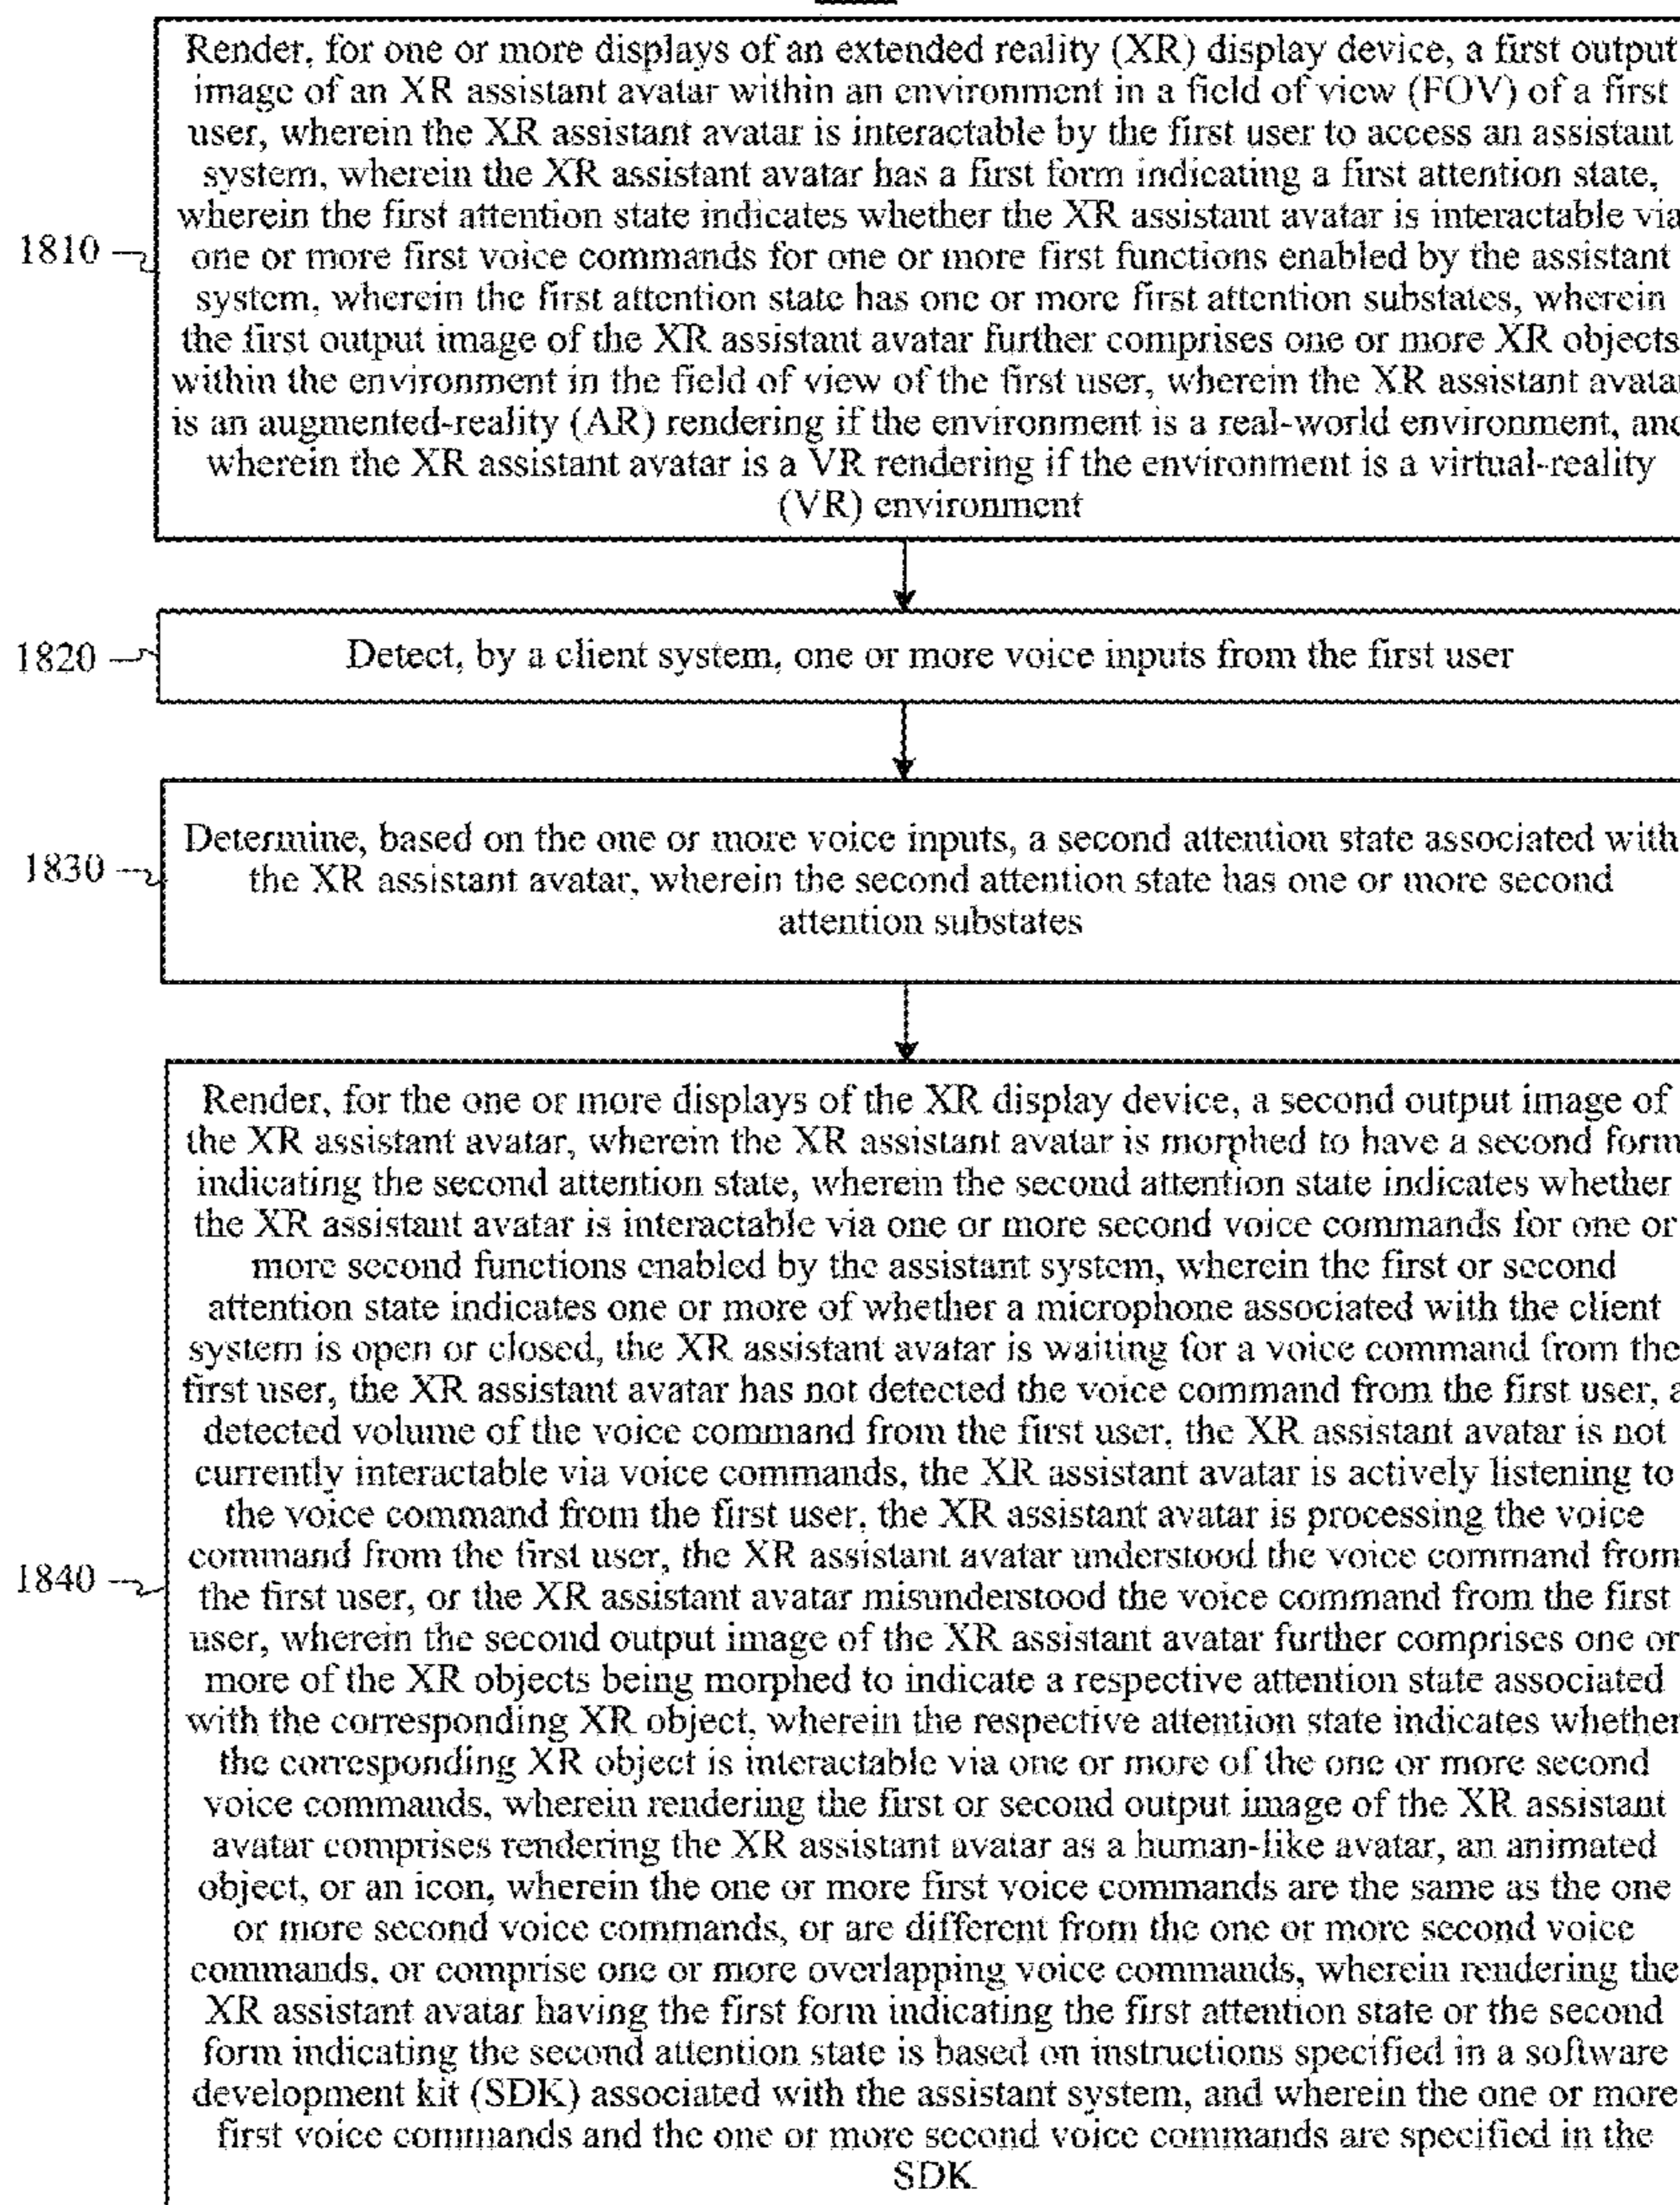 Render, for one or more displays of an extended reality (XR) display device, a first output
image of an XR assistant avatar within an environment in a field of view (FOV) of a first
user, wherein the XR assistant avatar is interactable by the first user to access an assistant
system, wherein the XR assistant avatar has a first form indicating a first attention state,
wherein the first attention state indicates whether the XR assistant avatar is interactable via
1810
one or more first voice commands for one or more first functions enabled by the assistant
system, wherein the first attention state has one or more first attention substates, wherein
the first output image of the XR assistant avatar further comprises one or more XR objects
within the environment in the field of view of the first user, wherein the XR assistant avatar
is an augmented-reality (AR) rendering if the environment is a real-world environment, and
wherein the XR assistant avatar is a VR rendering if the environment is a virtual-reality
(VR) environment
1820
Detect, by a client system, one or more voice inputs from the first user
Determine, based on the one or more voice inputs, a second attention state associated with
1830
the XR assistant avatar, wherein the second attention state has one or more second
attention substates
Render, for the one or more displays of the XR display device, a second output image of
the XR assistant avatar, wherein the XR assistant avatar is morphed to have a second form
indicating the second attention state, wherein the second attention state indicates whether
the XR assistant avatar is interactable via one or more second voice commands for one or
more second functions enabled by the assistant system, wherein the first or second
attention state indicates one or more of whether a microphone associated with the client
system is open or closed, the XR assistant avatar is waiting for a voice command from the
first user, the XR assistant avatar has not detected the voice command from the first user, a
detected volume of the voice command from the first user, the XR assistant avatar is not
currently interactable via voice commands, the XR assistant avatar is actively listening to
the voice command from the first user, the XR assistant avatar is processing the voice
command from the first user, the XR assistant avatar understood the voice command from
1840
the first user, or the XR assistant avatar misunderstood the voice command from the first
user, wherein the second output image of the XR assistant avatar further comprises one or
more of the XR objects being morphed to indicate a respective attention state associated
with the corresponding XR object, wherein the respective attention state indicates whether
the corresponding XR object is interactable via one or more of the one or more second
voice commands, wherein rendering the first or second output image of the XR assistant
avatar comprises rendering the XR assistant avatar as a human-like avatar, an animated
object, or an icon, wherein the one or more first voice commands are the same as the one
or more second voice commands, or are different from the one or more second voice
commands, or comprise one or more overlapping voice commands, wherein rendering the
XR assistant avatar having the first form indicating the first attention state or the second
form indicating the second attention state is based on instructions specified in a software
development kit (SDK) associated with the assistant system, and wherein the one or more
first voice commands and the one or more second voice commands are specified in the
SDK